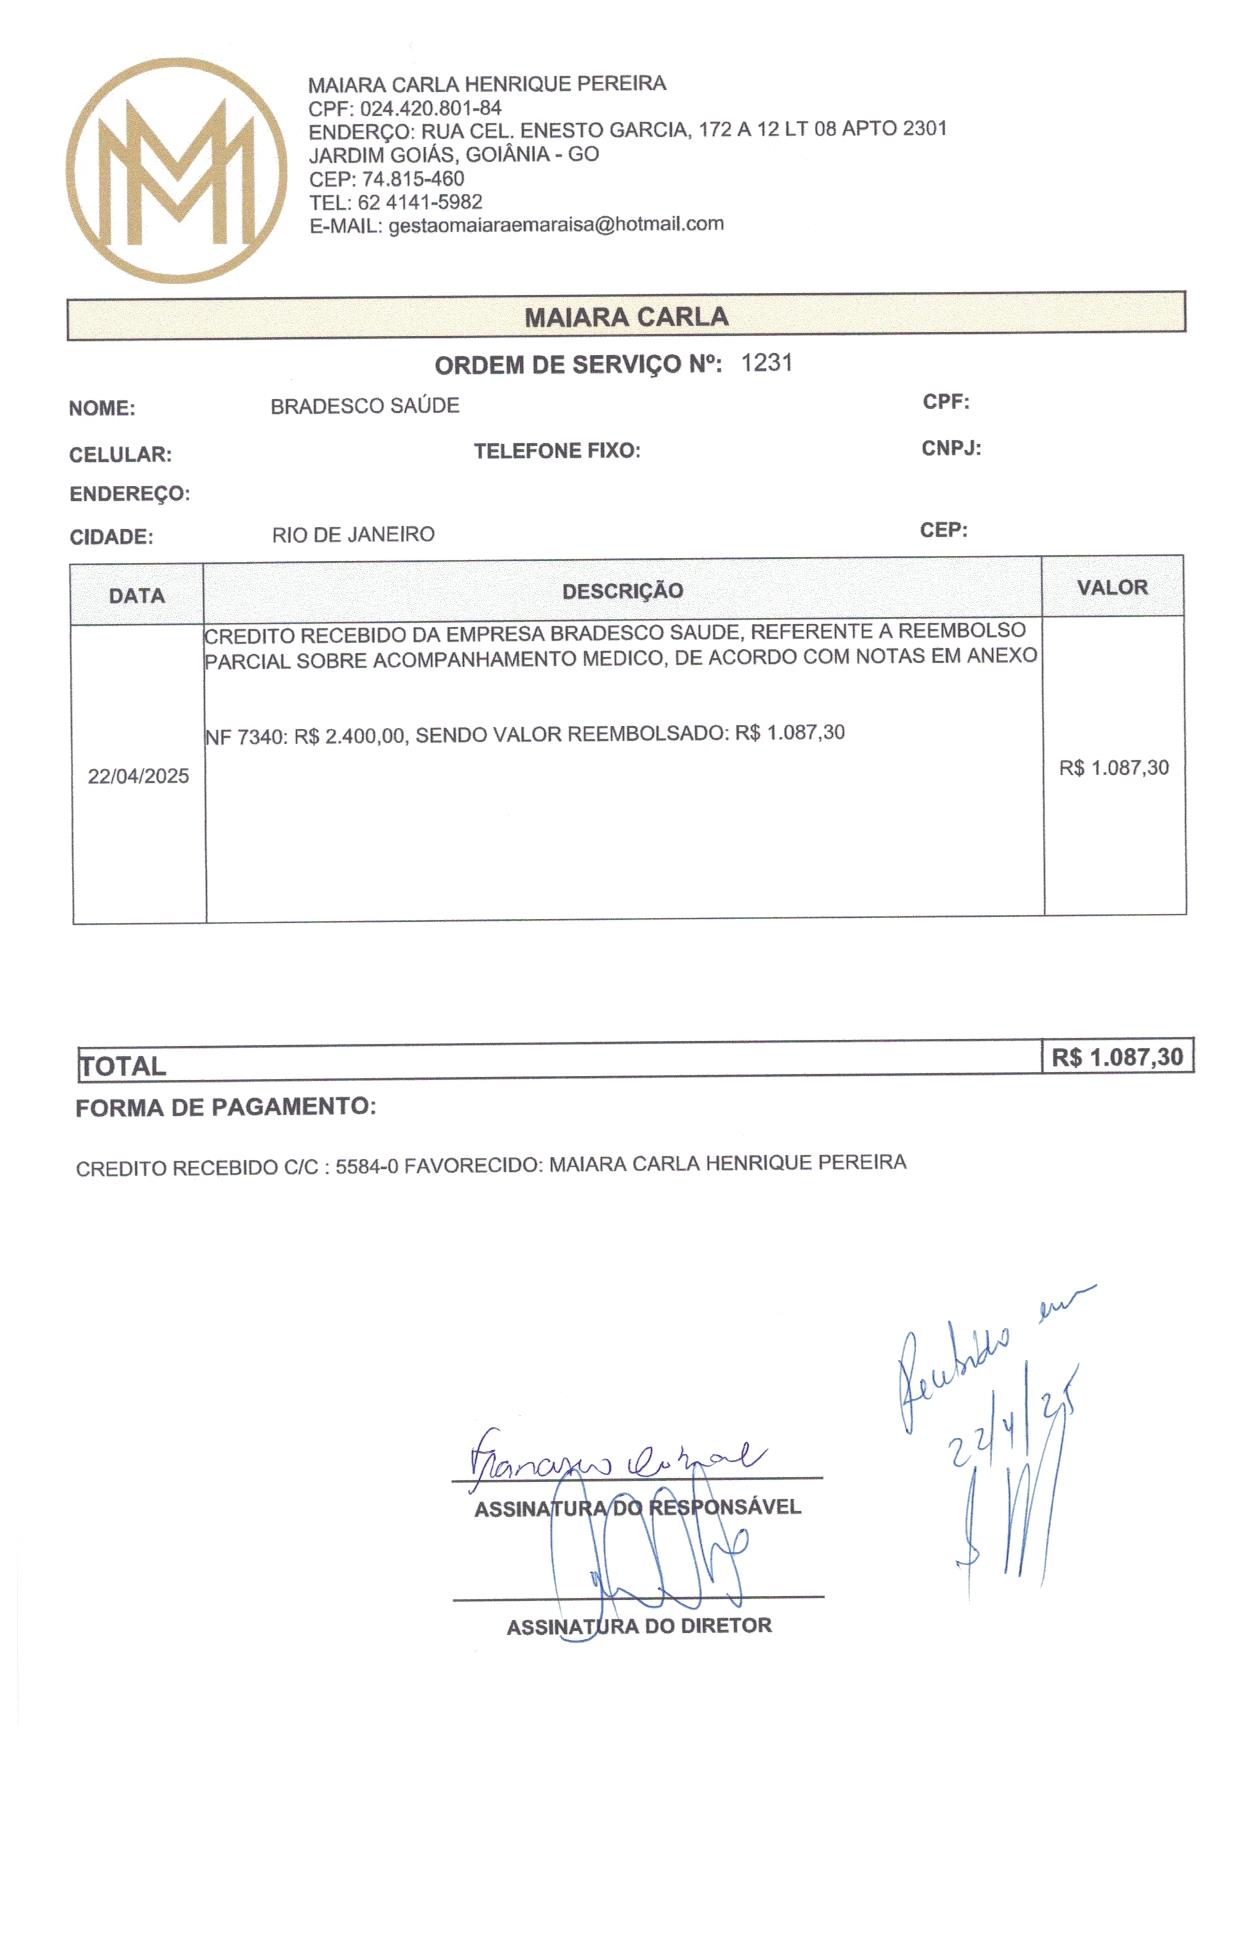 MAIARA CARLA HENRIQUE PEREIRA
CPF: 024.420.801-84
ENDERÇO: RUA CEL. ENESTO GARCIA, 172 A 12 LT 08 APTO 2301
JARDIM GOIÁS, GOIÂNIA - GO
CEP: 74.815-460
TEL: 62 4141-5982
E-MAIL: gestaomaiaraemaraisa@hotmail.com
MAIARA CARLA
ORDEM DE SERVIÇO Nº: 1231
NOME: BRADESCO SAÚDE CPF:
CELULAR: TELEFONE FIXO: CNPJ:
ENDEREÇO:
CIDADE: RIO DE JANEIRO CEP:
DATA DESCRIÇÃO VALOR
CREDITO RECEBIDO DA EMPRESA BRADESCO SAUDE, REFERENTE A REEMBOLSO
PARCIAL SOBRE ACOMPANHAMENTO MEDICO, DE ACORDO COM NOTAS EM ANEXO
NF 7340: R$ 2.400,00, SENDO VALOR REEMBOLSADO: R$ 1.087,30
22/04/2025 R$ 1.087,30
TOTAL R$ 1.087,30
FORMA DE PAGAMENTO:
CREDITO RECEBIDO C/C : 5584-0 FAVORECIDO: MAIARA CARLA HENRIQUE PEREIRA
Recebido em
22/4/25
ASSINATURA DO RESPONSÁVEL
ASSINATURA DO DIRETOR